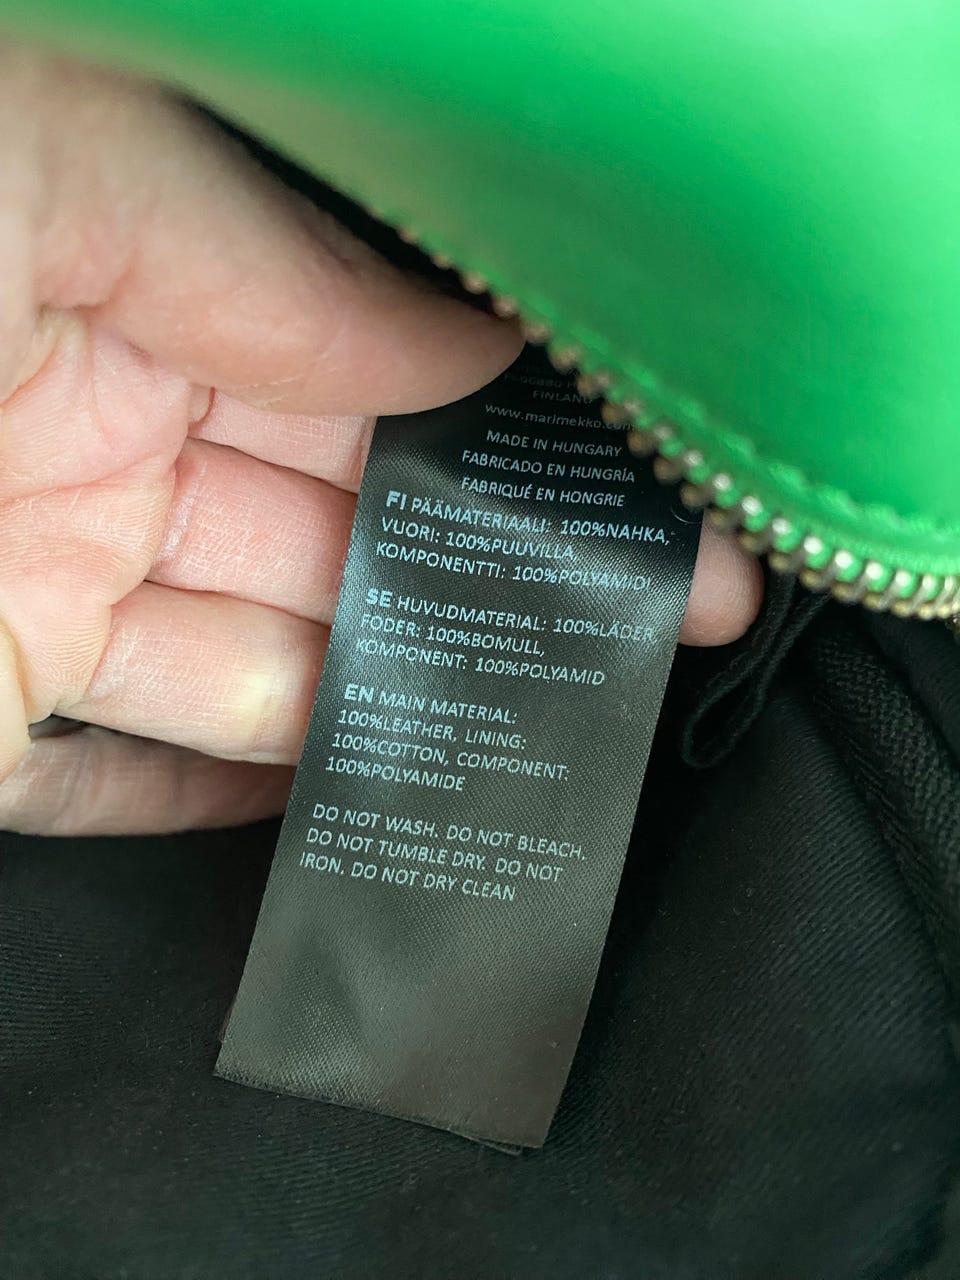 FINLAND
www.marimekko.com
MADE IN HUNGARY
FABRICADO EN HUNGRÍA
FABRIQUÉ EN HONGRIE
FI PÄÄMATERIAALI: 100%NAHKA,
VUORI: 100%PUUVILLA,
KOMPONENTTI: 100%POLYAMIDI
SE HUVUDMATERIAL: 100%LÄDER
FODER: 100%BOMULL,
KOMPONENT: 100%POLYAMID
EN MAIN MATERIAL:
100%LEATHER, LINING:
100%COTTON, COMPONENT:
100%POLYAMIDE
DO NOT WASH. DO NOT BLEACH.
DO NOT TUMBLE DRY. DO NOT
IRON. DO NOT DRY CLEAN